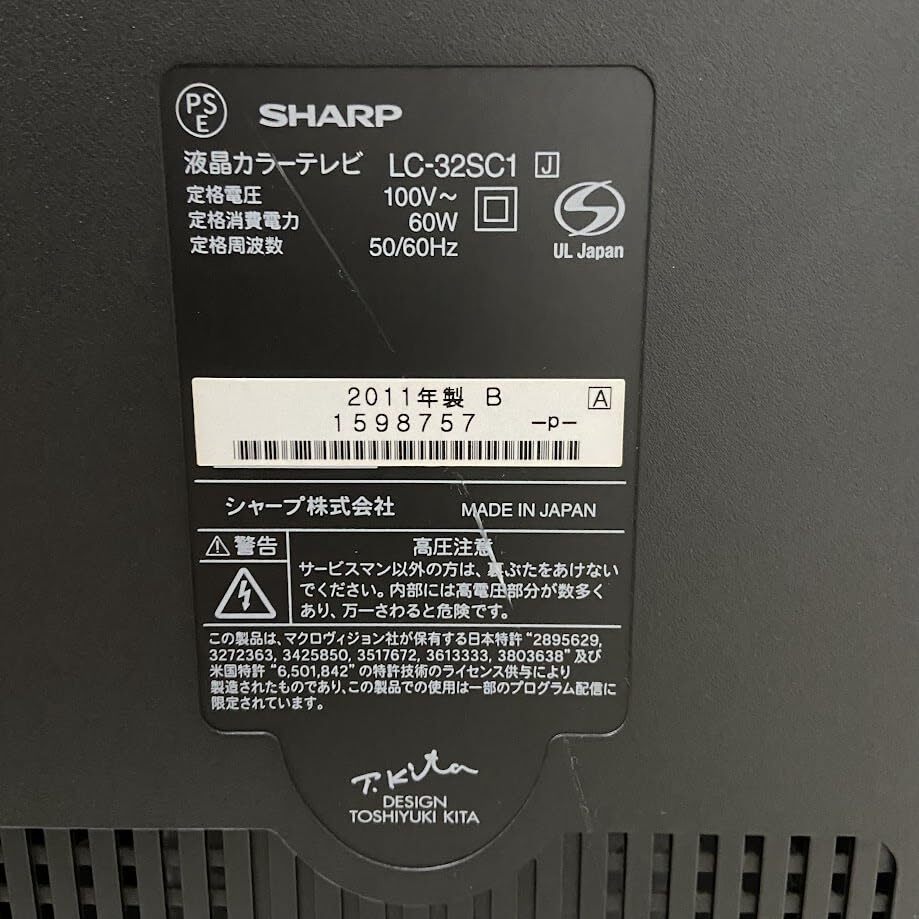 PS
E
SHARP
液晶カラーテレビ LC-32SC1 J
定格電圧 100V～
定格消費電力 60W
定格周波数 50/60Hz
UL Japan
2011年製 B A
1598757 -p-
シャープ株式会社 MADE IN JAPAN
警告
高圧注意
サービスマン以外の方は、裏ぶたをあけない
でください。内部には高電圧部分が数多く
あり、万一さわると危険です。
この製品は、マクロヴィジョン社が保有する日本特許“2895629,
3272363, 3425850, 3517672, 3613333, 3803638”及び
米国特許“6,501,842”の特許技術のライセンス供与により
製造されたものであり、この製品での使用は一部のプログラム配信に
限定されています。
T. Kita
DESIGN
TOSHIYUKI KITA